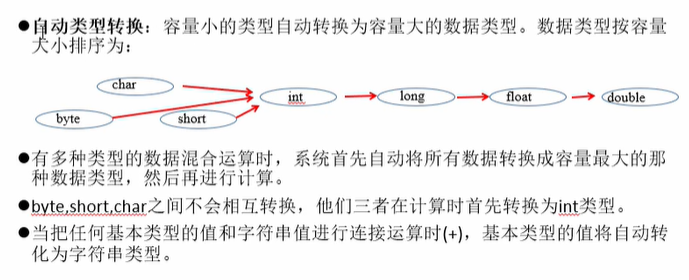 ●自动类型转换：容量小的类型自动转换为容量大的数据类型。数据类型按容量
大小排序为：
char
int
long
float
double
byte
short
●有多种类型的数据混合运算时，系统首先自动将所有数据转换成容量最大的那
种数据类型，然后再进行计算。
●byte,short,char之间不会相互转换，他们三者在计算时首先转换为int类型。
●当把任何基本类型的值和字符串值进行连接运算时(+)，基本类型的值将自动转
化为字符串类型。